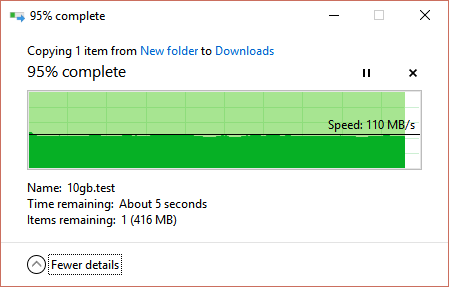 95% complete
Copying 1 item from New folder to Downloads
95% complete
Speed: 110 MB/s
Name: 10gb.test
Time remaining: About 5 seconds
Items remaining: 1 (416 MB)
Fewer details